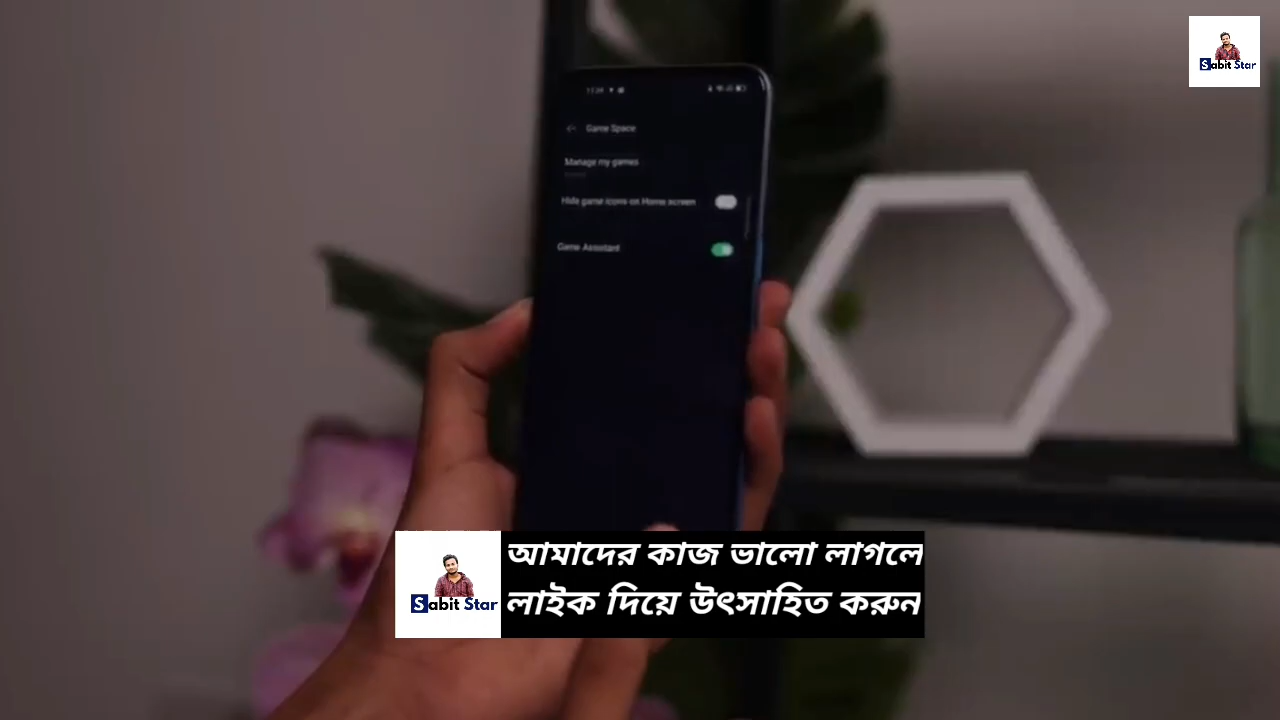 Sabit Star
Game Space
Manage my games
Hide game icons on Home screen
Game Assistant
আমাদের কাজ ভালো লাগলে
Sabit Star
লাইক দিয়ে উৎসাহিত করুন